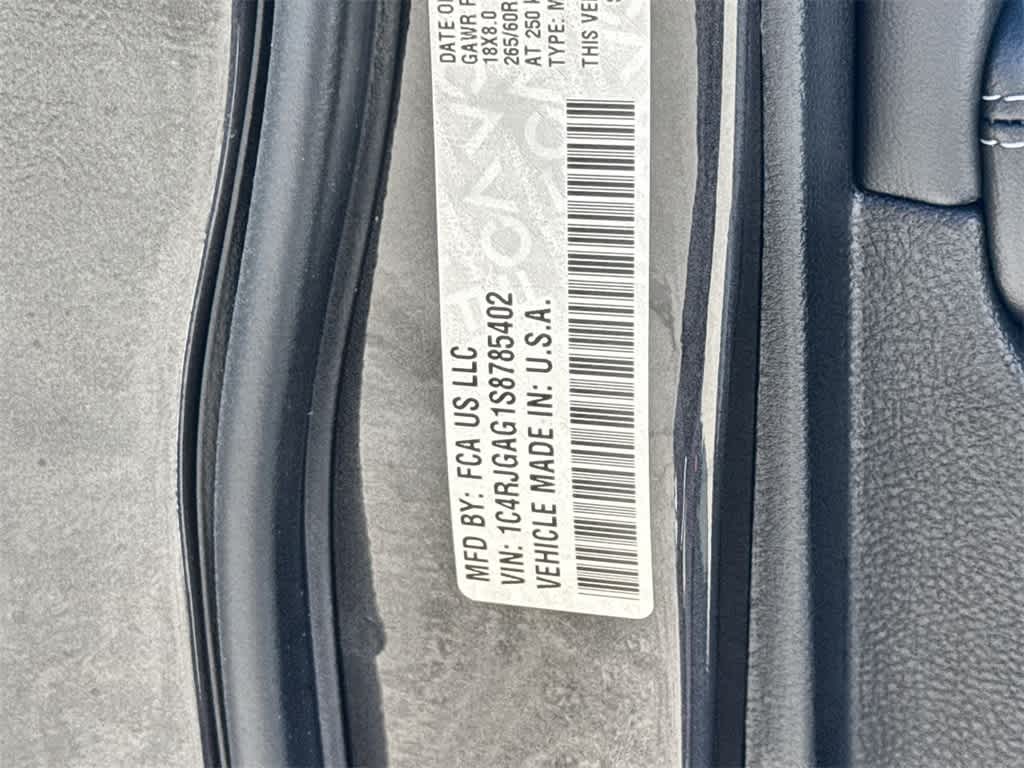 MFD BY: FCA US LLC
VIN: 1C4RJGAG1S8785402
VEHICLE MADE IN: U.S.A.
DATE OF
GAWR
18X8.0
265/60R
AT 250
TYPE: M
THIS VE